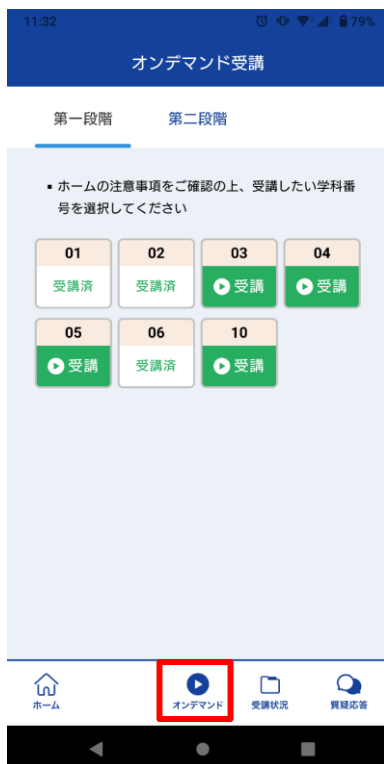 11:32
79%
オンデマンド受講
第一段階
第二段階
▪ ホームの注意事項をご確認の上、受講したい学科番
号を選択してください
01
02
03
04
受講済
受講済
受講
受講
05
06
10
受講
受講済
受講
ホーム
オンデマンド
受講状況
質疑応答